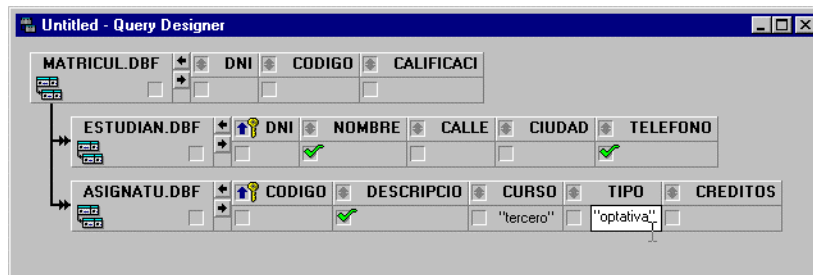 Untitled - Query Designer
MATRICUL.DBF DNI CODIGO CALIFICACI
ESTUDIAN.DBF DNI NOMBRE CALLE CIUDAD TELEFONO
ASIGNATU.DBF CODIGO DESCRIPCIO CURSO TIPO CREDITOS
"tercero" "optativa"